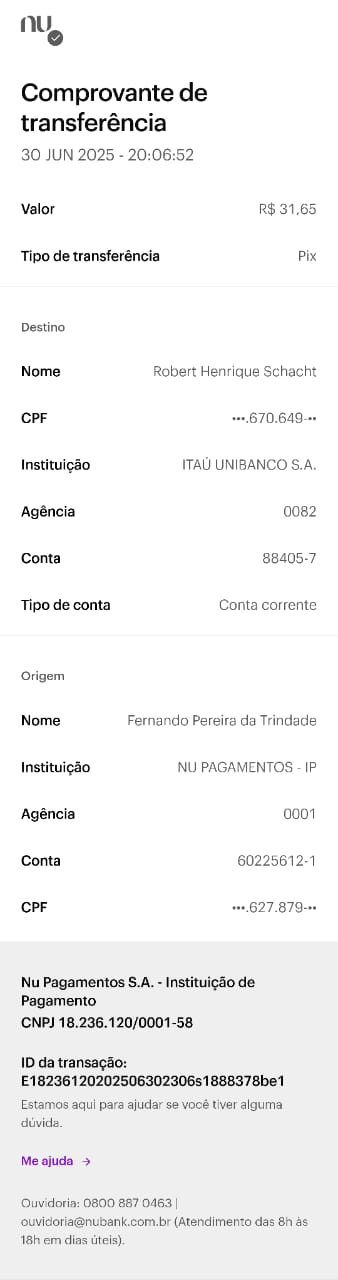 nu
Comprovante de
transferência
30 JUN 2025 - 20:06:52
Valor R$ 31,65
Tipo de transferência Pix
Destino
Nome Robert Henrique Schacht
CPF •••.670.649-••
Instituição ITAÚ UNIBANCO S.A.
Agência 0082
Conta 88405-7
Tipo de conta Conta corrente
Origem
Nome Fernando Pereira da Trindade
Instituição NU PAGAMENTOS - IP
Agência 0001
Conta 60225612-1
CPF •••.627.879-••
Nu Pagamentos S.A. - Instituição de
Pagamento
CNPJ 18.236.120/0001-58
ID da transação:
E18236120202506302306s1888378be1
Estamos aqui para ajudar se você tiver alguma
dúvida.
Me ajuda →
Ouvidoria: 0800 887 0463 |
ouvidoria@nubank.com.br (Atendimento das 8h às
18h em dias úteis).